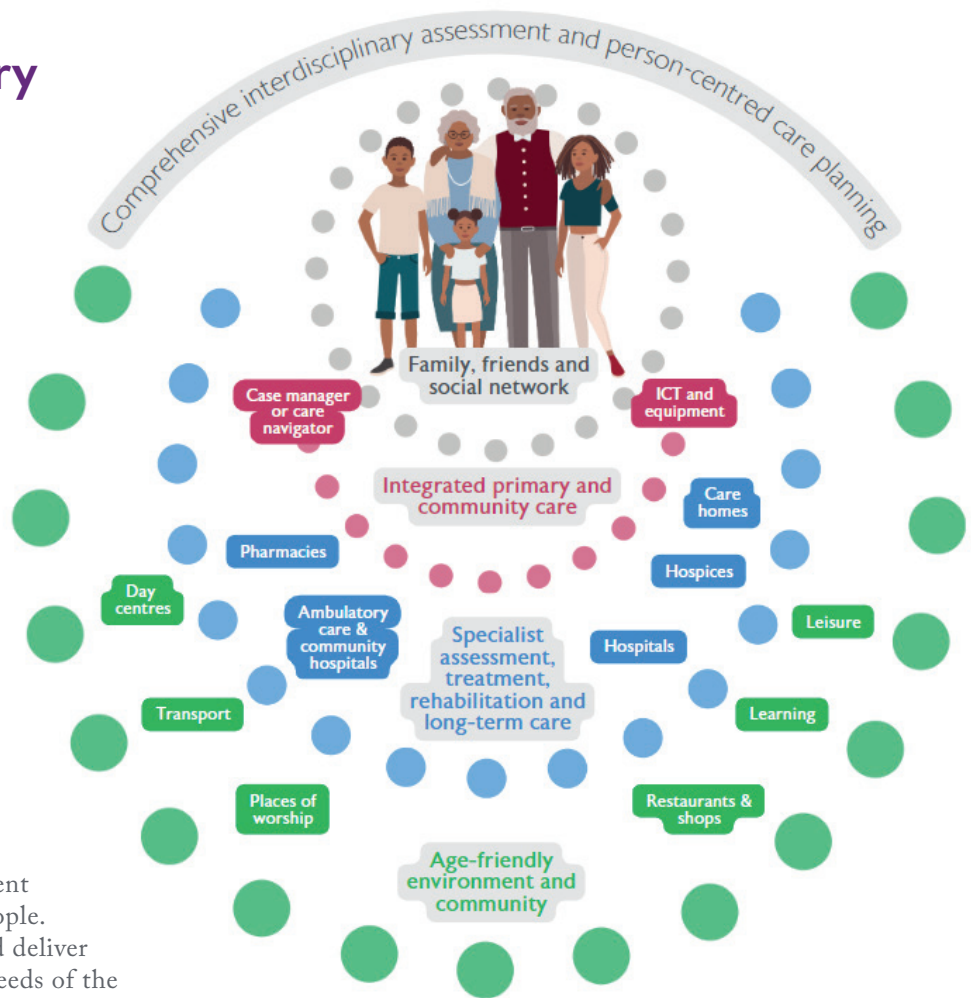 ry
Comprehensive interdisciplinary assessment and person-centred care planning
Family, friends and
social network
Case manager
or care
navigator
ICT and
equipment
Integrated primary and
community care
Care
homes
Pharmacies
Hospices
Day
centres
Ambulatory
care &
community
hospitals
Specialist
assessment,
treatment,
rehabilitation and
long-term care
Hospitals
Leisure
Transport
Learning
Places of
worship
Restaurants &
shops
Age-friendly
environment and
community
ent
ople.
d deliver
eeds of the